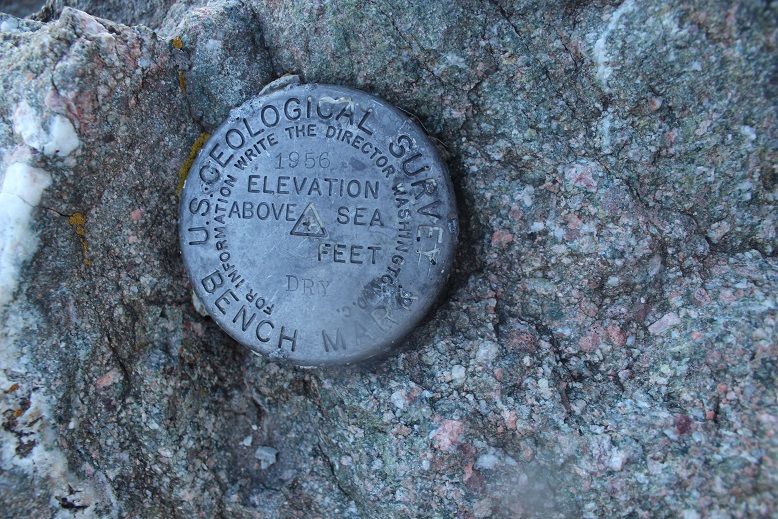 U.S. GEOLOGICAL SURVEY
FOR INFORMATION WRITE THE DIRECTOR WASHINGTON D.C.
1956
ELEVATION
ABOVE SEA
FEET
DRY
BENCH MARK